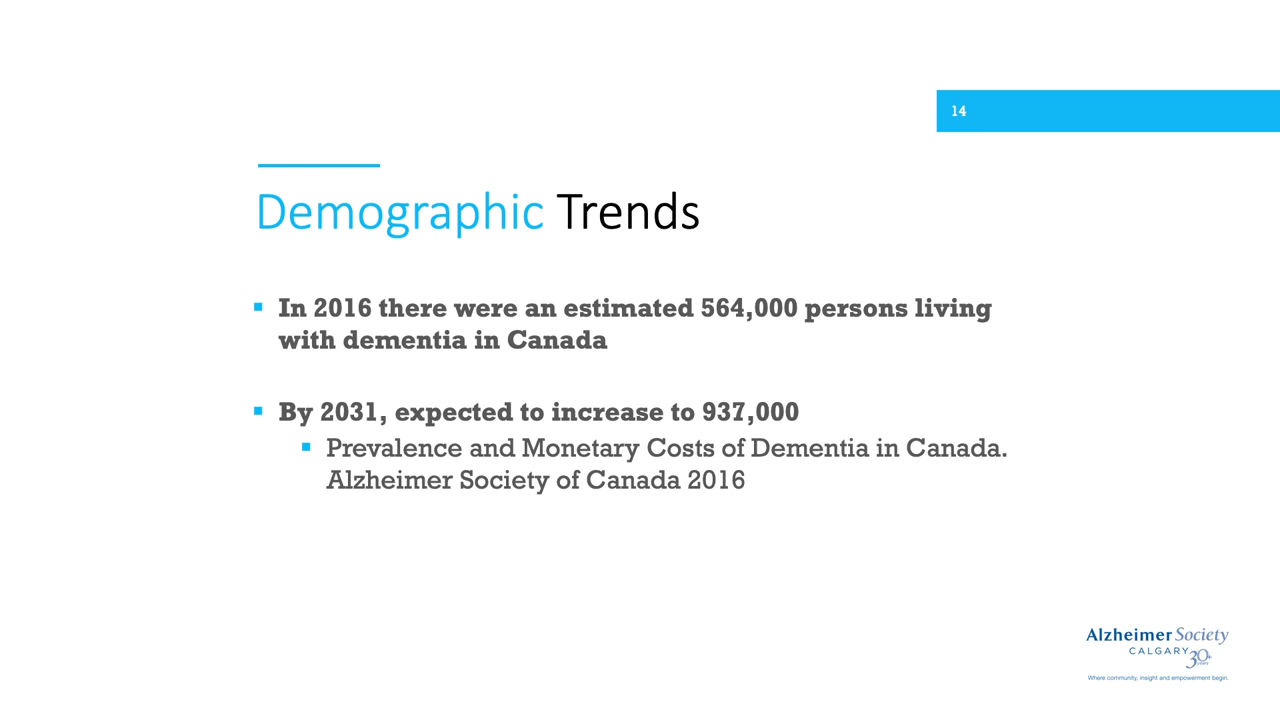 14
Demographic Trends
▪ In 2016 there were an estimated 564,000 persons living
with dementia in Canada
▪ By 2031, expected to increase to 937,000
▪ Prevalence and Monetary Costs of Dementia in Canada.
Alzheimer Society of Canada 2016
Alzheimer Society
CALGARY 30+
years
Where community, insight and empowerment begin.